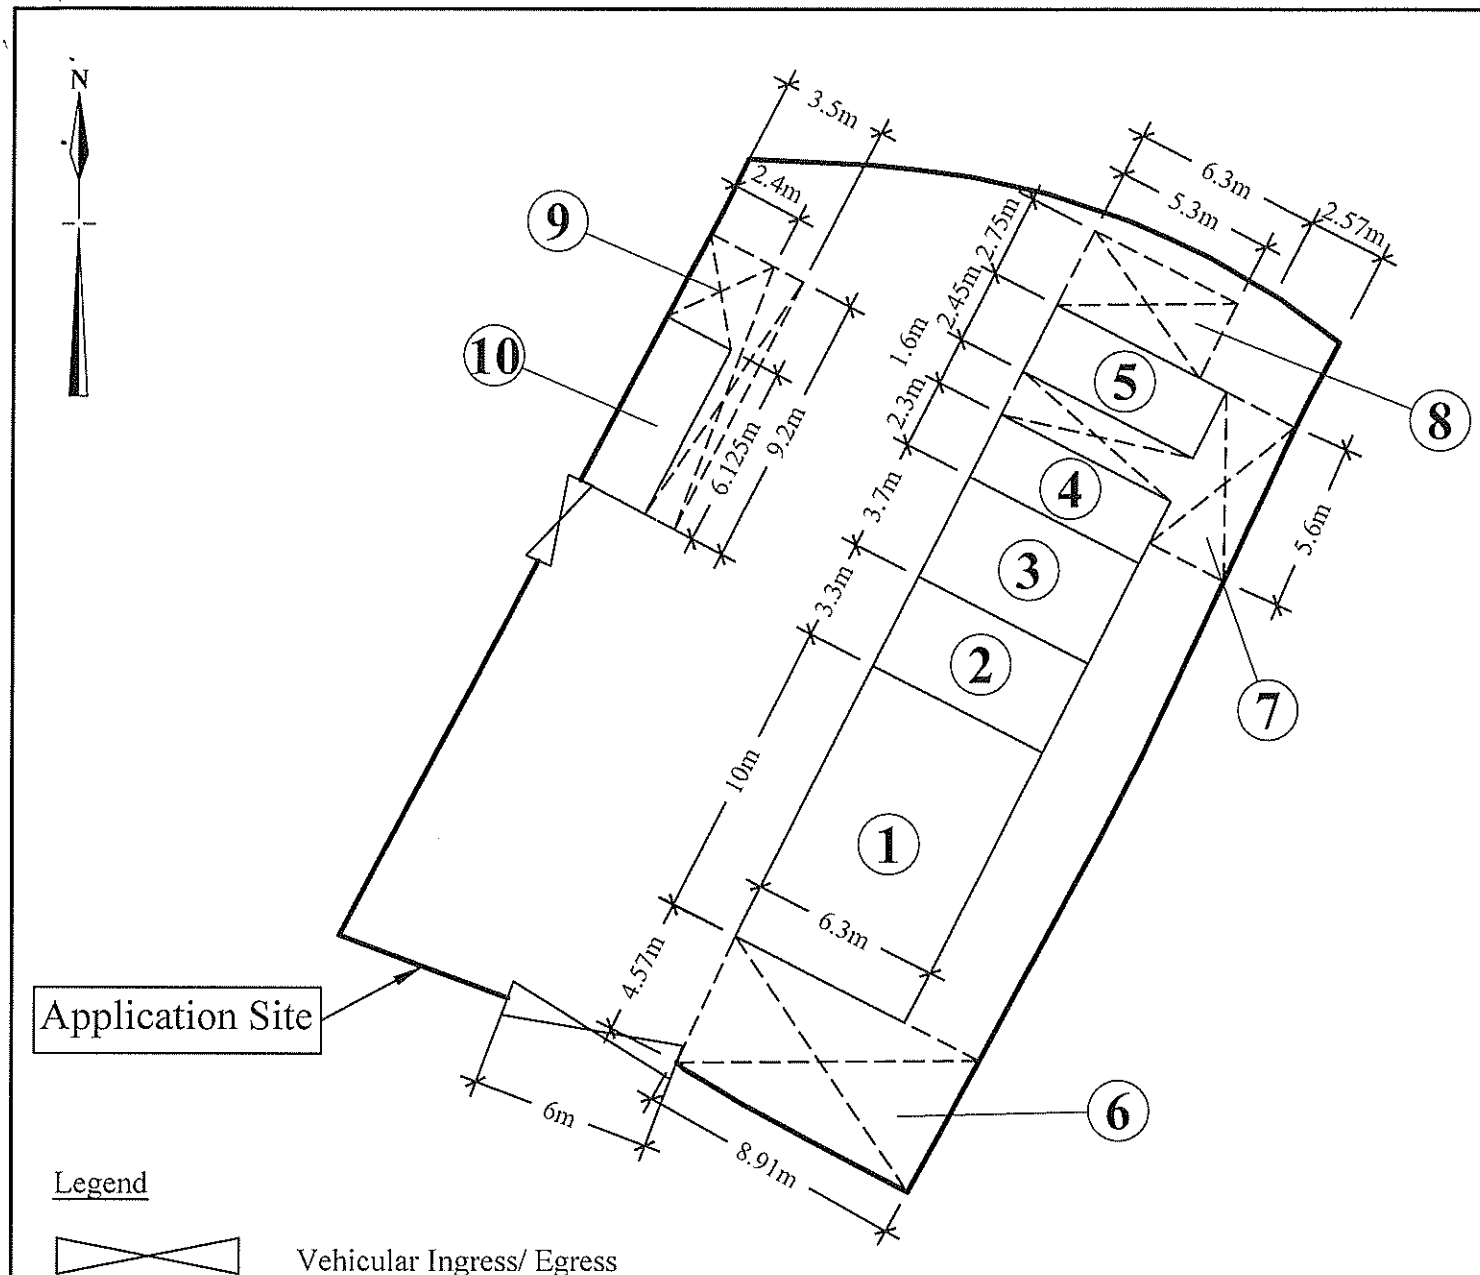 N
3.5m
2.4m
6.3m
5.3m
2.57m
2.75m
2.45m
1.6m
2.3m
3.7m
3.3m
10m
4.57m
6.3m
6m
8.91m
5.6m
9.2m
6.125m
9
10
5
8
4
3
2
7
1
6
Application Site
Legend
Vehicular Ingress/ Egress